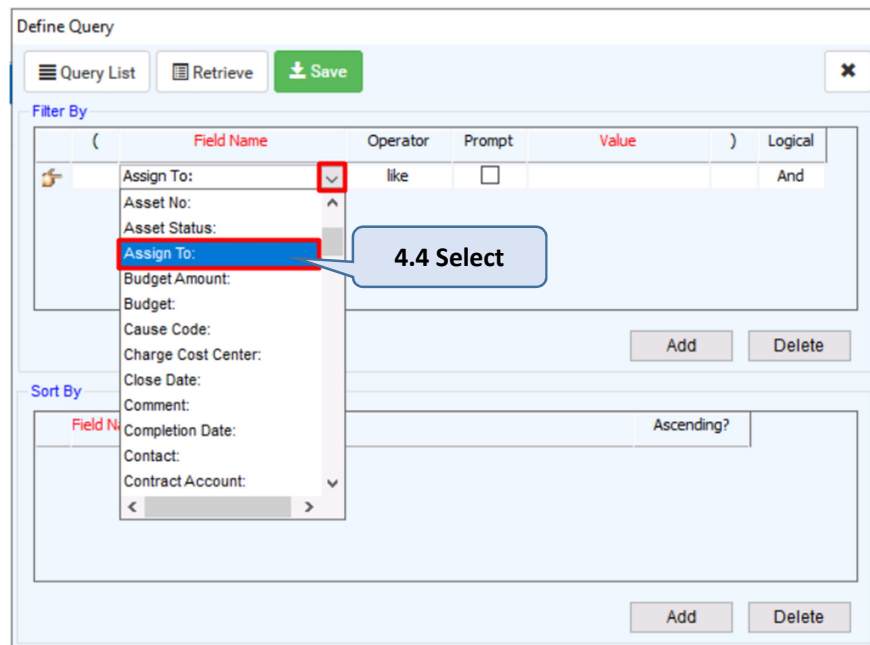 Define Query
Query List Retrieve Save
Filter By
( Field Name Operator Prompt Value ) Logical
Assign To: like And
Asset No:
Asset Status:
Assign To:
4.4 Select
Budget Amount:
Budget:
Cause Code:
Charge Cost Center:
Add Delete
Close Date:
Sort By
Comment:
Field Na Ascending?
Completion Date:
Contact:
Contract Account:
Add Delete